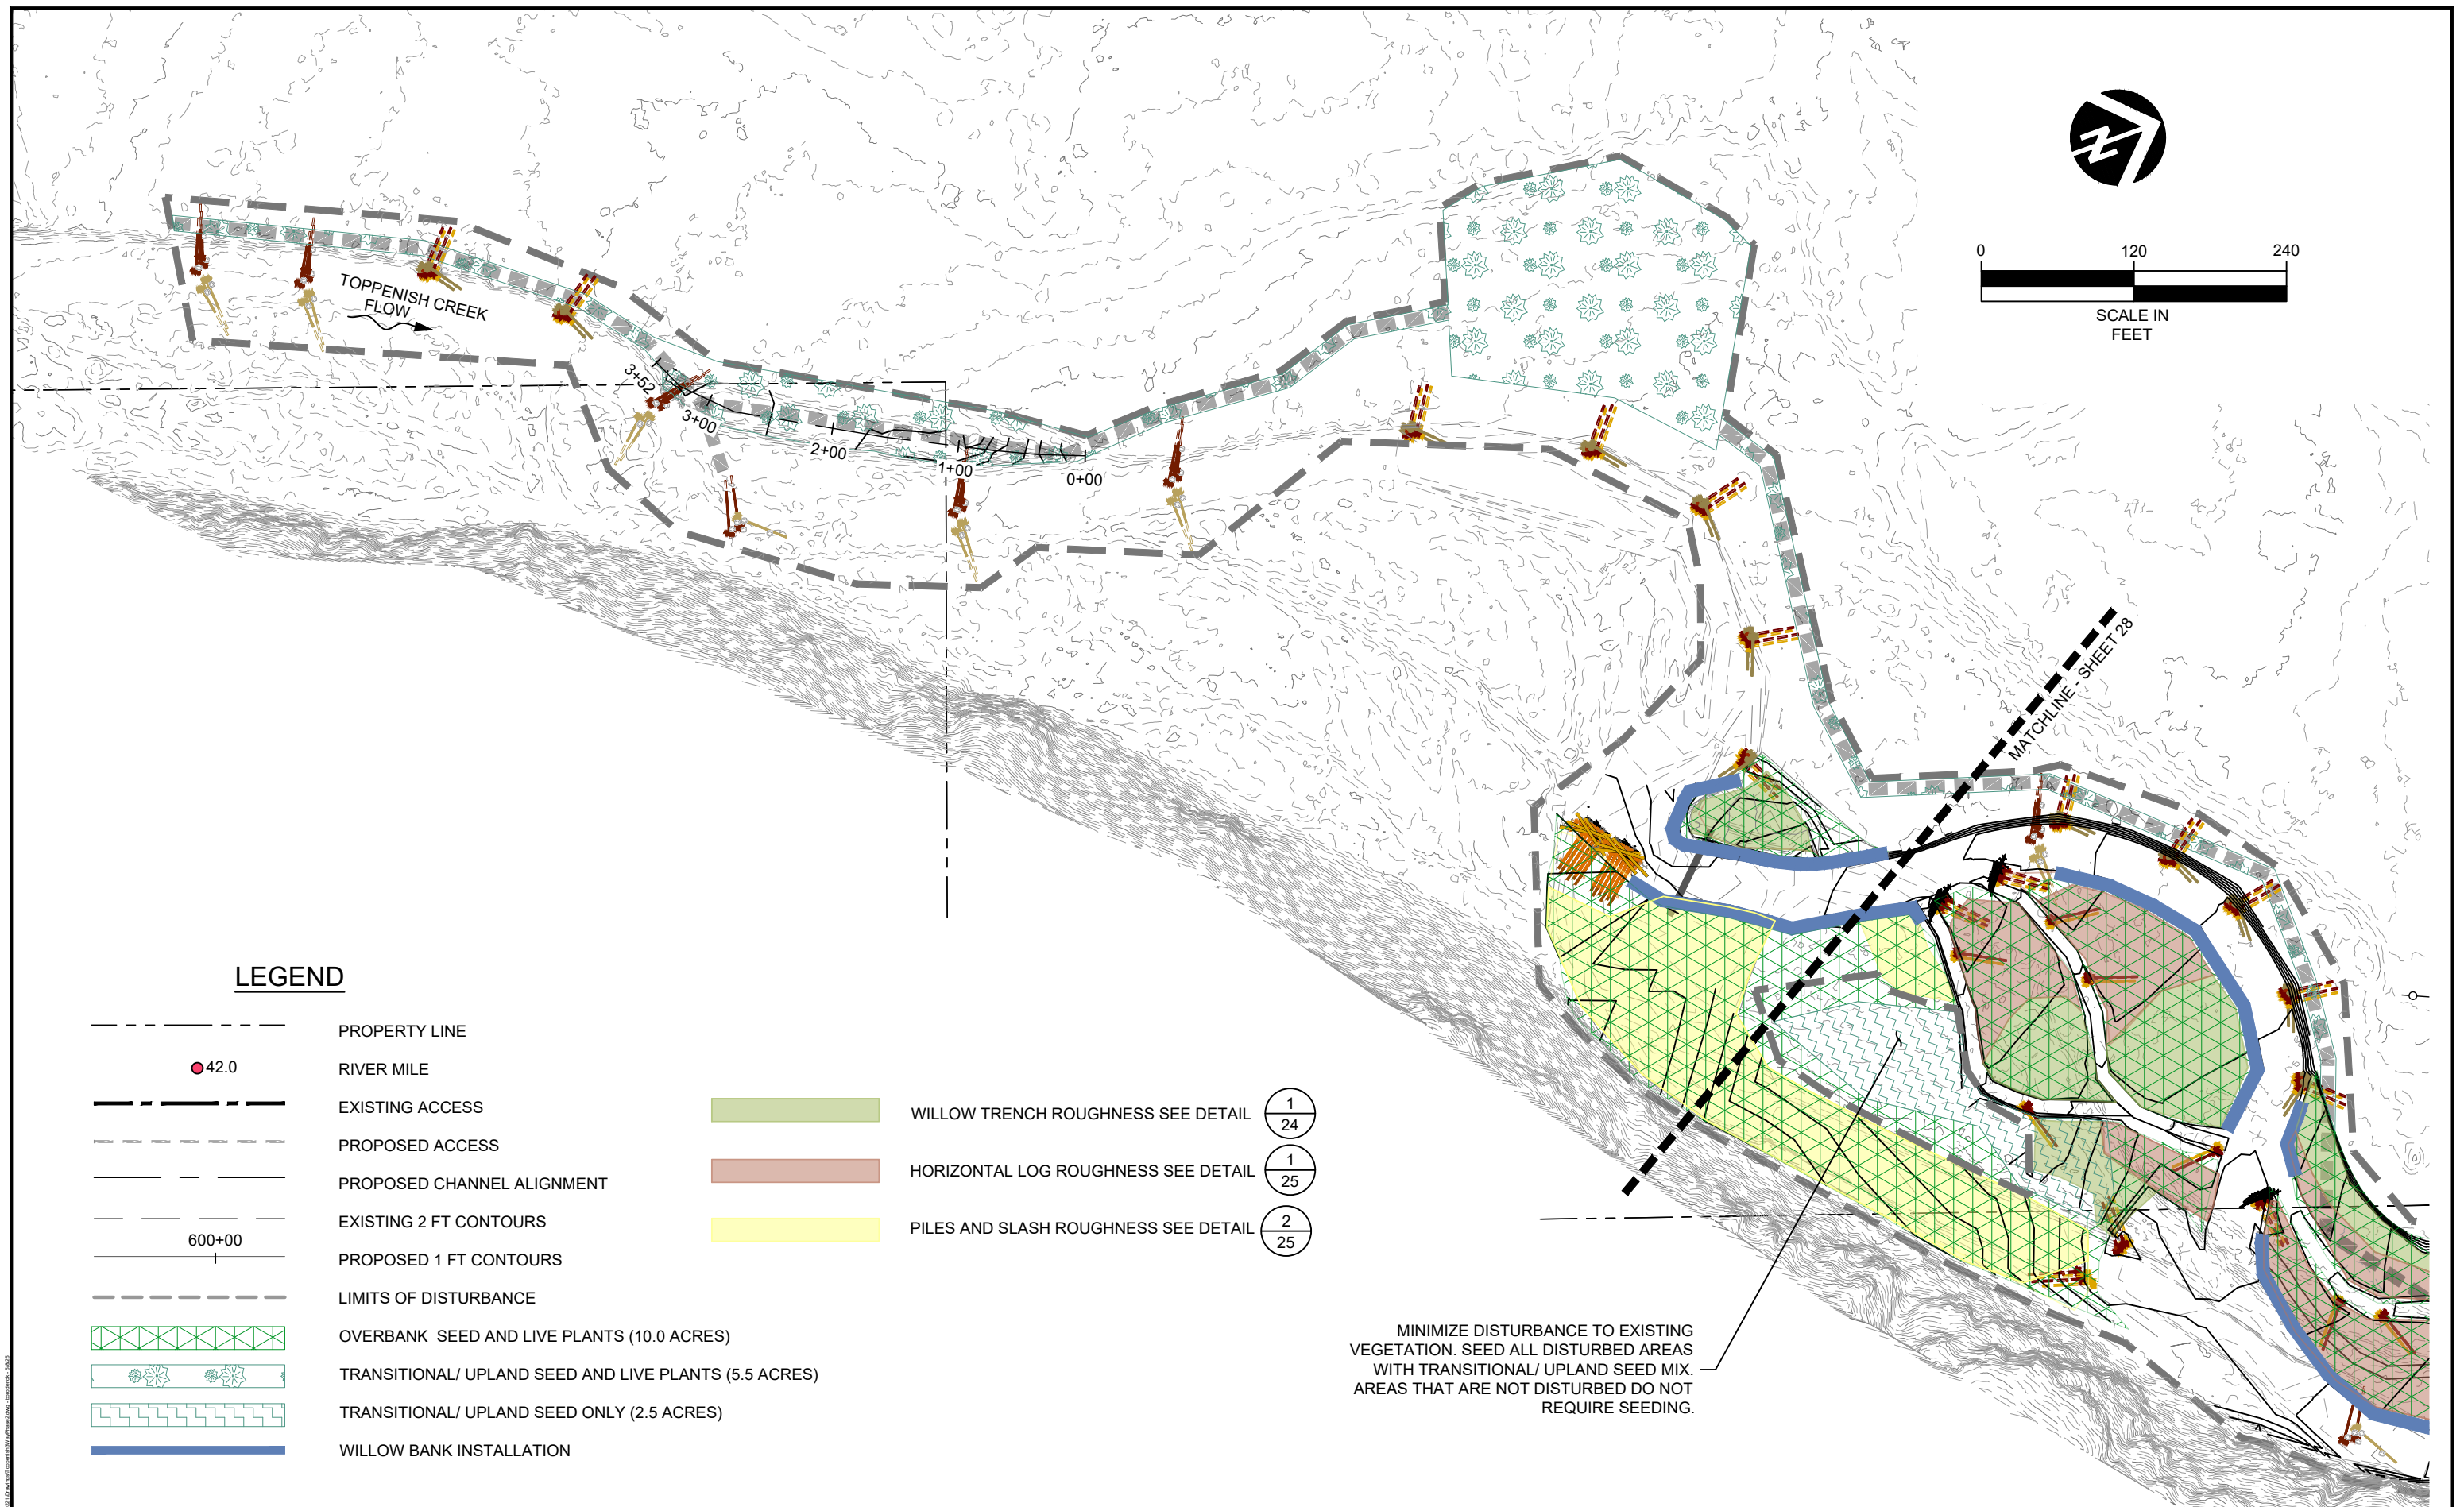 N
0 120 240
SCALE IN
FEET
TOPPENISH CREEK
FLOW
3+52
3+00
2+00
1+00
0+00
MATCHLINE - SHEET 28
LEGEND
PROPERTY LINE
42.0
RIVER MILE
EXISTING ACCESS
PROPOSED ACCESS
PROPOSED CHANNEL ALIGNMENT
EXISTING 2 FT CONTOURS
600+00
PROPOSED 1 FT CONTOURS
LIMITS OF DISTURBANCE
OVERBANK SEED AND LIVE PLANTS (10.0 ACRES)
TRANSITIONAL/ UPLAND SEED AND LIVE PLANTS (5.5 ACRES)
TRANSITIONAL/ UPLAND SEED ONLY (2.5 ACRES)
WILLOW BANK INSTALLATION
WILLOW TRENCH ROUGHNESS SEE DETAIL
1
24
HORIZONTAL LOG ROUGHNESS SEE DETAIL
1
25
PILES AND SLASH ROUGHNESS SEE DETAIL
2
25
MINIMIZE DISTURBANCE TO EXISTING
VEGETATION. SEED ALL DISTURBED AREAS
WITH TRANSITIONAL/ UPLAND SEED MIX.
AREAS THAT ARE NOT DISTURBED DO NOT
REQUIRE SEEDING.